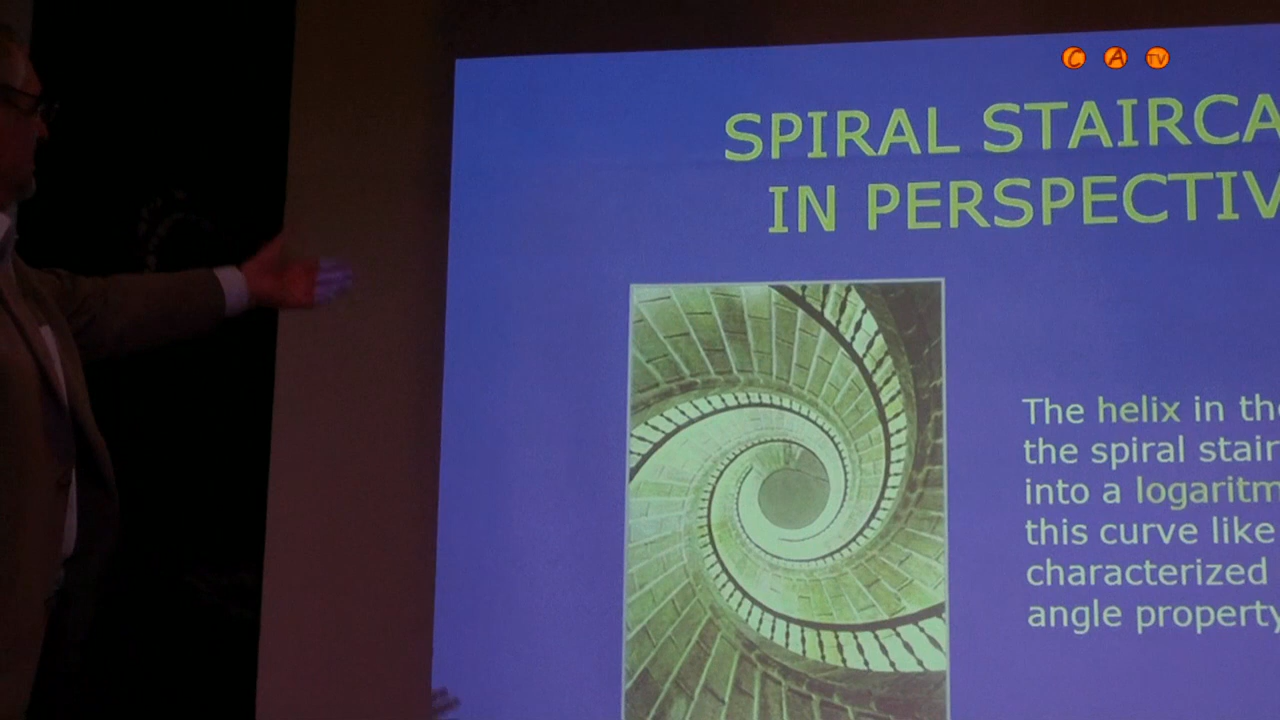 C A TV
SPIRAL STAIRCA
IN PERSPECTIV
The helix in the
the spiral stair
into a logaritm
this curve like
characterized
angle property